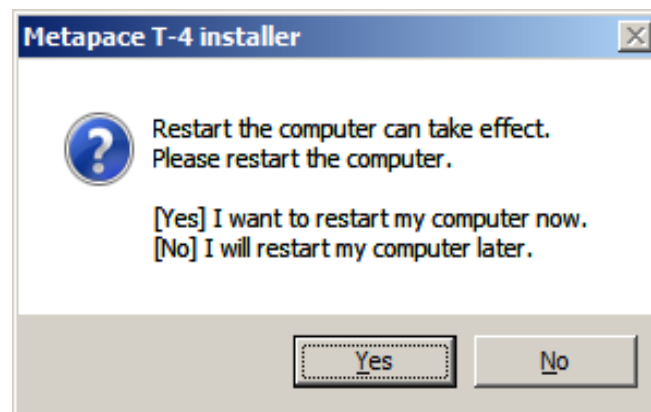 Metapace T-4 installer
Restart the computer can take effect.
Please restart the computer.
[Yes] I want to restart my computer now.
[No] I will restart my computer later.
Yes
No